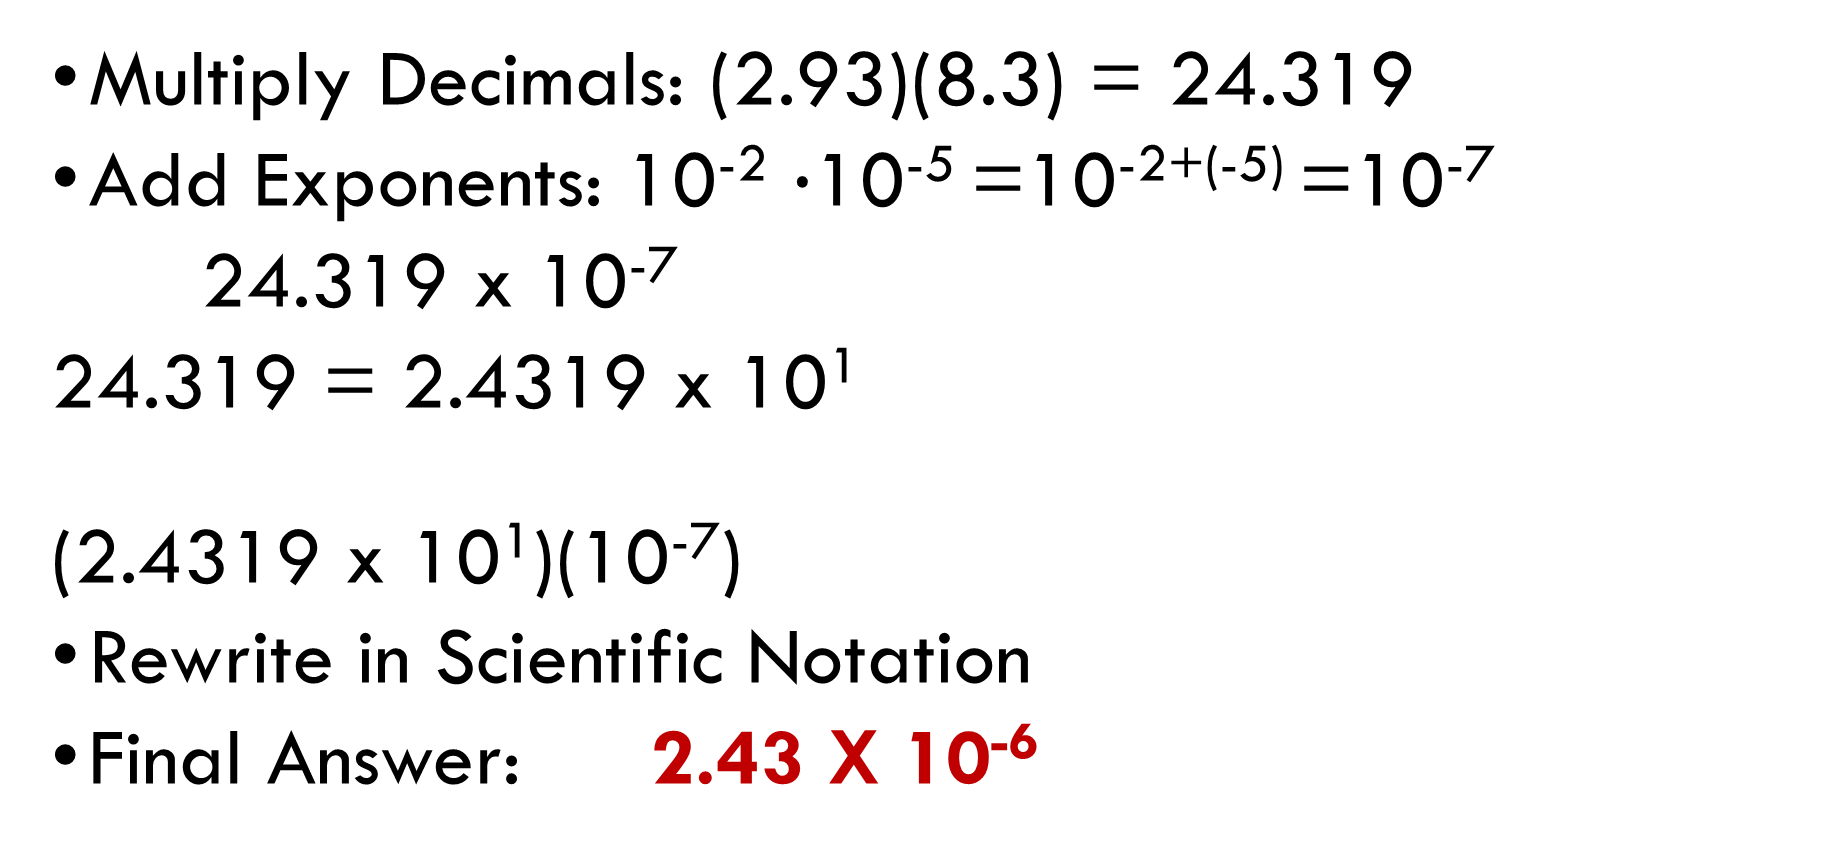 •Multiply Decimals: (2.93)(8.3) = 24.319
•Add Exponents: 10⁻² ·10⁻⁵ =10⁻²⁺⁽⁻⁵⁾ =10⁻⁷
24.319 x 10⁻⁷
24.319 = 2.4319 x 10¹
(2.4319 x 10¹)(10⁻⁷)
•Rewrite in Scientific Notation
•Final Answer: 2.43 X 10⁻⁶